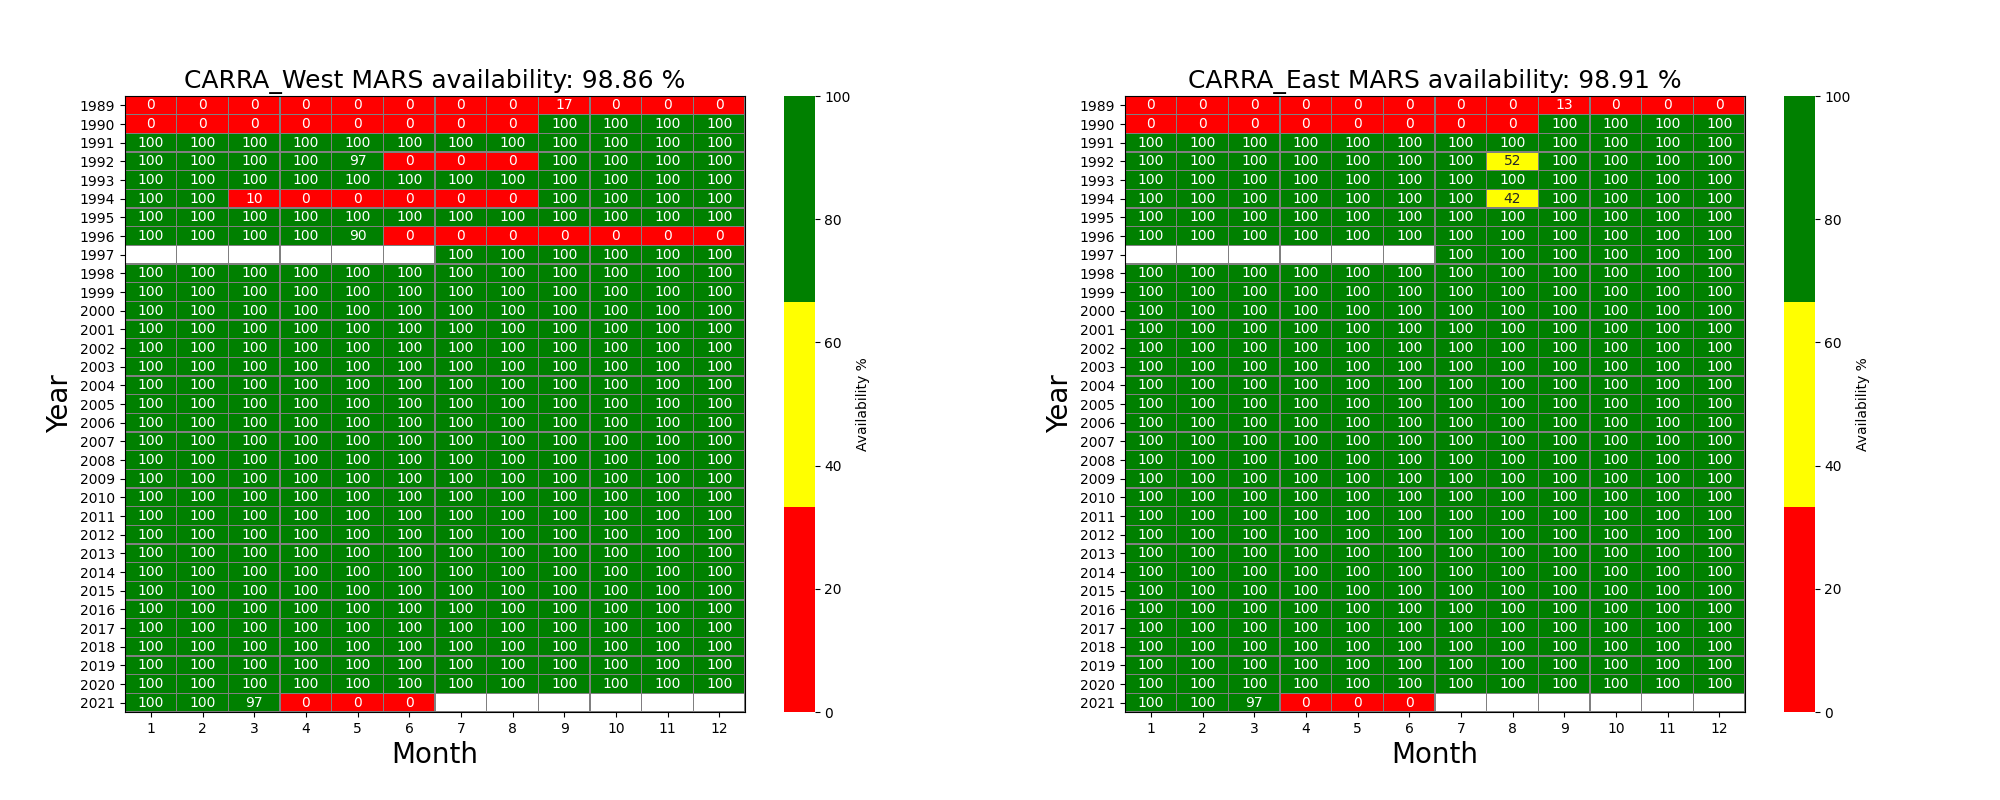 CARRA_West MARS availability: 98.86 %
1989 0 0 0 0 0 0 0 0 17 0 0 0
1990 0 0 0 0 0 0 0 0 100 100 100 100
1991 100 100 100 100 100 100 100 100 100 100 100 100
1992 100 100 100 100 97 0 0 0 100 100 100 100
1993 100 100 100 100 100 100 100 100 100 100 100 100
1994 100 100 10 0 0 0 0 0 100 100 100 100
1995 100 100 100 100 100 100 100 100 100 100 100 100
1996 100 100 100 100 90 0 0 0 0 0 0 0
1997 100 100 100 100 100 100
1998 100 100 100 100 100 100 100 100 100 100 100 100
1999 100 100 100 100 100 100 100 100 100 100 100 100
2000 100 100 100 100 100 100 100 100 100 100 100 100
2001 100 100 100 100 100 100 100 100 100 100 100 100
2002 100 100 100 100 100 100 100 100 100 100 100 100
2003 100 100 100 100 100 100 100 100 100 100 100 100
2004 100 100 100 100 100 100 100 100 100 100 100 100
2005 100 100 100 100 100 100 100 100 100 100 100 100
2006 100 100 100 100 100 100 100 100 100 100 100 100
2007 100 100 100 100 100 100 100 100 100 100 100 100
2008 100 100 100 100 100 100 100 100 100 100 100 100
2009 100 100 100 100 100 100 100 100 100 100 100 100
2010 100 100 100 100 100 100 100 100 100 100 100 100
2011 100 100 100 100 100 100 100 100 100 100 100 100
2012 100 100 100 100 100 100 100 100 100 100 100 100
2013 100 100 100 100 100 100 100 100 100 100 100 100
2014 100 100 100 100 100 100 100 100 100 100 100 100
2015 100 100 100 100 100 100 100 100 100 100 100 100
2016 100 100 100 100 100 100 100 100 100 100 100 100
2017 100 100 100 100 100 100 100 100 100 100 100 100
2018 100 100 100 100 100 100 100 100 100 100 100 100
2019 100 100 100 100 100 100 100 100 100 100 100 100
2020 100 100 100 100 100 100 100 100 100 100 100 100
2021 100 100 97 0 0 0
1 2 3 4 5 6 7 8 9 10 11 12
Month
Year
100
80
60
40
20
0
Availability %
CARRA_East MARS availability: 98.91 %
1989 0 0 0 0 0 0 0 0 13 0 0 0
1990 0 0 0 0 0 0 0 0 100 100 100 100
1991 100 100 100 100 100 100 100 100 100 100 100 100
1992 100 100 100 100 100 100 100 52 100 100 100 100
1993 100 100 100 100 100 100 100 100 100 100 100 100
1994 100 100 100 100 100 100 100 42 100 100 100 100
1995 100 100 100 100 100 100 100 100 100 100 100 100
1996 100 100 100 100 100 100 100 100 100 100 100 100
1997 100 100 100 100 100 100
1998 100 100 100 100 100 100 100 100 100 100 100 100
1999 100 100 100 100 100 100 100 100 100 100 100 100
2000 100 100 100 100 100 100 100 100 100 100 100 100
2001 100 100 100 100 100 100 100 100 100 100 100 100
2002 100 100 100 100 100 100 100 100 100 100 100 100
2003 100 100 100 100 100 100 100 100 100 100 100 100
2004 100 100 100 100 100 100 100 100 100 100 100 100
2005 100 100 100 100 100 100 100 100 100 100 100 100
2006 100 100 100 100 100 100 100 100 100 100 100 100
2007 100 100 100 100 100 100 100 100 100 100 100 100
2008 100 100 100 100 100 100 100 100 100 100 100 100
2009 100 100 100 100 100 100 100 100 100 100 100 100
2010 100 100 100 100 100 100 100 100 100 100 100 100
2011 100 100 100 100 100 100 100 100 100 100 100 100
2012 100 100 100 100 100 100 100 100 100 100 100 100
2013 100 100 100 100 100 100 100 100 100 100 100 100
2014 100 100 100 100 100 100 100 100 100 100 100 100
2015 100 100 100 100 100 100 100 100 100 100 100 100
2016 100 100 100 100 100 100 100 100 100 100 100 100
2017 100 100 100 100 100 100 100 100 100 100 100 100
2018 100 100 100 100 100 100 100 100 100 100 100 100
2019 100 100 100 100 100 100 100 100 100 100 100 100
2020 100 100 100 100 100 100 100 100 100 100 100 100
2021 100 100 97 0 0 0
1 2 3 4 5 6 7 8 9 10 11 12
Month
Year
100
80
60
40
20
0
Availability %